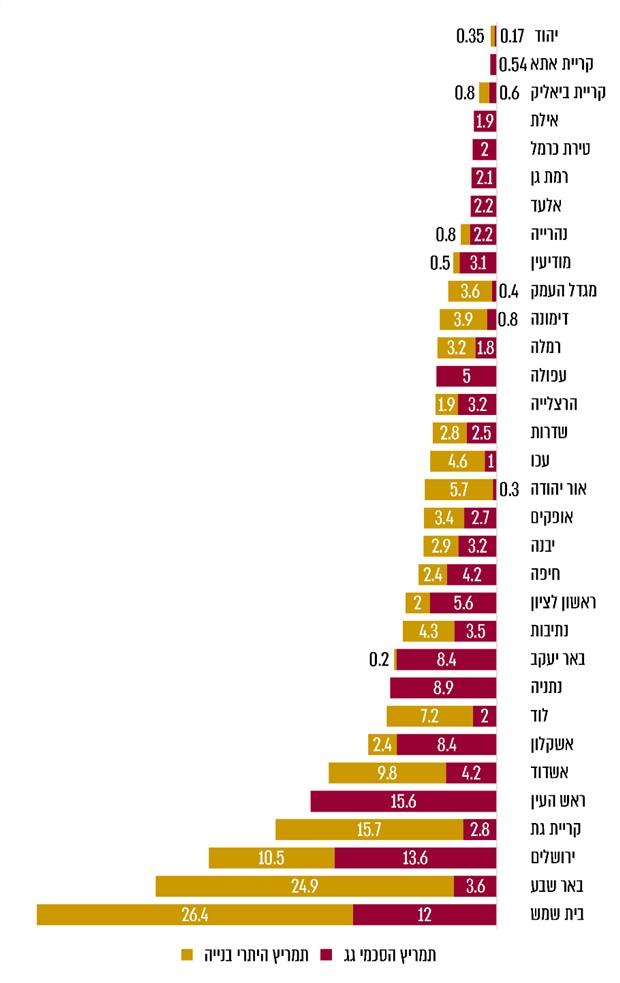 יהוד 0.17 0.35
קריית אתא 0.54
קריית ביאליק 0.6 0.8
אילת 1.9
טירת כרמל 2
רמת גן 2.1
אלעד 2.2
נהרייה 2.2 0.8
מודיעין 3.1 0.5
מגדל העמק 0.4 3.6
דימונה 0.8 3.9
רמלה 1.8 3.2
עפולה 5
הרצלייה 3.2 1.9
שדרות 2.5 2.8
עכו 1 4.6
אור יהודה 0.3 5.7
אופקים 2.7 3.4
יבנה 3.2 2.9
חיפה 4.2 2.4
ראשון לציון 5.6 2
נתיבות 3.5 4.3
באר יעקב 8.4 0.2
נתניה 8.9
לוד 2 7.2
אשקלון 8.4 2.4
אשדוד 4.2 9.8
ראש העין 15.6
קריית גת 2.8 15.7
ירושלים 13.6 10.5
באר שבע 3.6 24.9
בית שמש 12 26.4
תמריץ הסכמי גג תמריץ היתרי בנייה